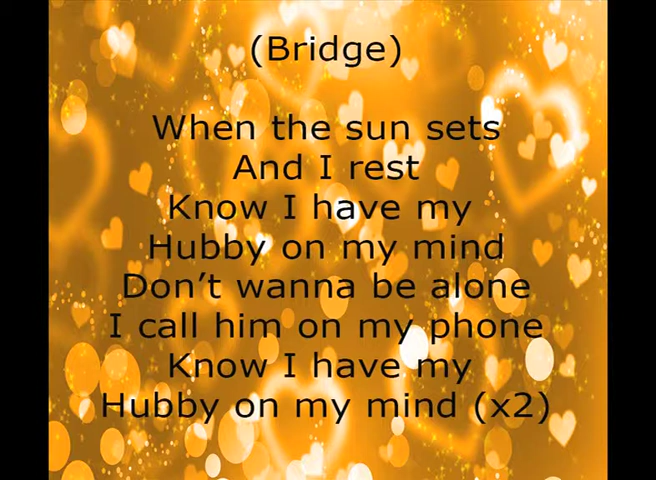 (Bridge)
When the sun sets
And I rest
Know I have my
Hubby on my mind
Don’t wanna be alone
I call him on my phone
Know I have my
Hubby on my mind (x2)